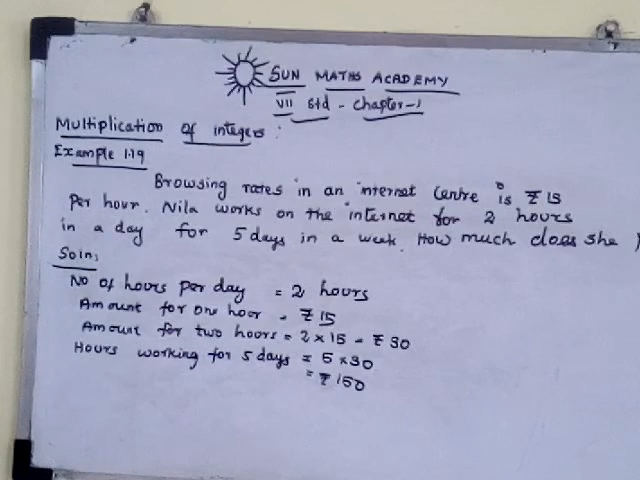 SUN MATHS ACADEMY
VII Std - Chapter-1
Multiplication of integers:
Example 1.19
Browsing rates in an internet centre is ₹ 15
per hour. Nila works on the internet for 2 hours
in a day for 5 days in a week. How much does she
Soln;
No of hours per day = 2 hours
Amount for one hoor = ₹ 15
Amount for two hours = 2 × 15 = ₹ 30
Hours working for 5 days = 5 × 30
= ₹ 150